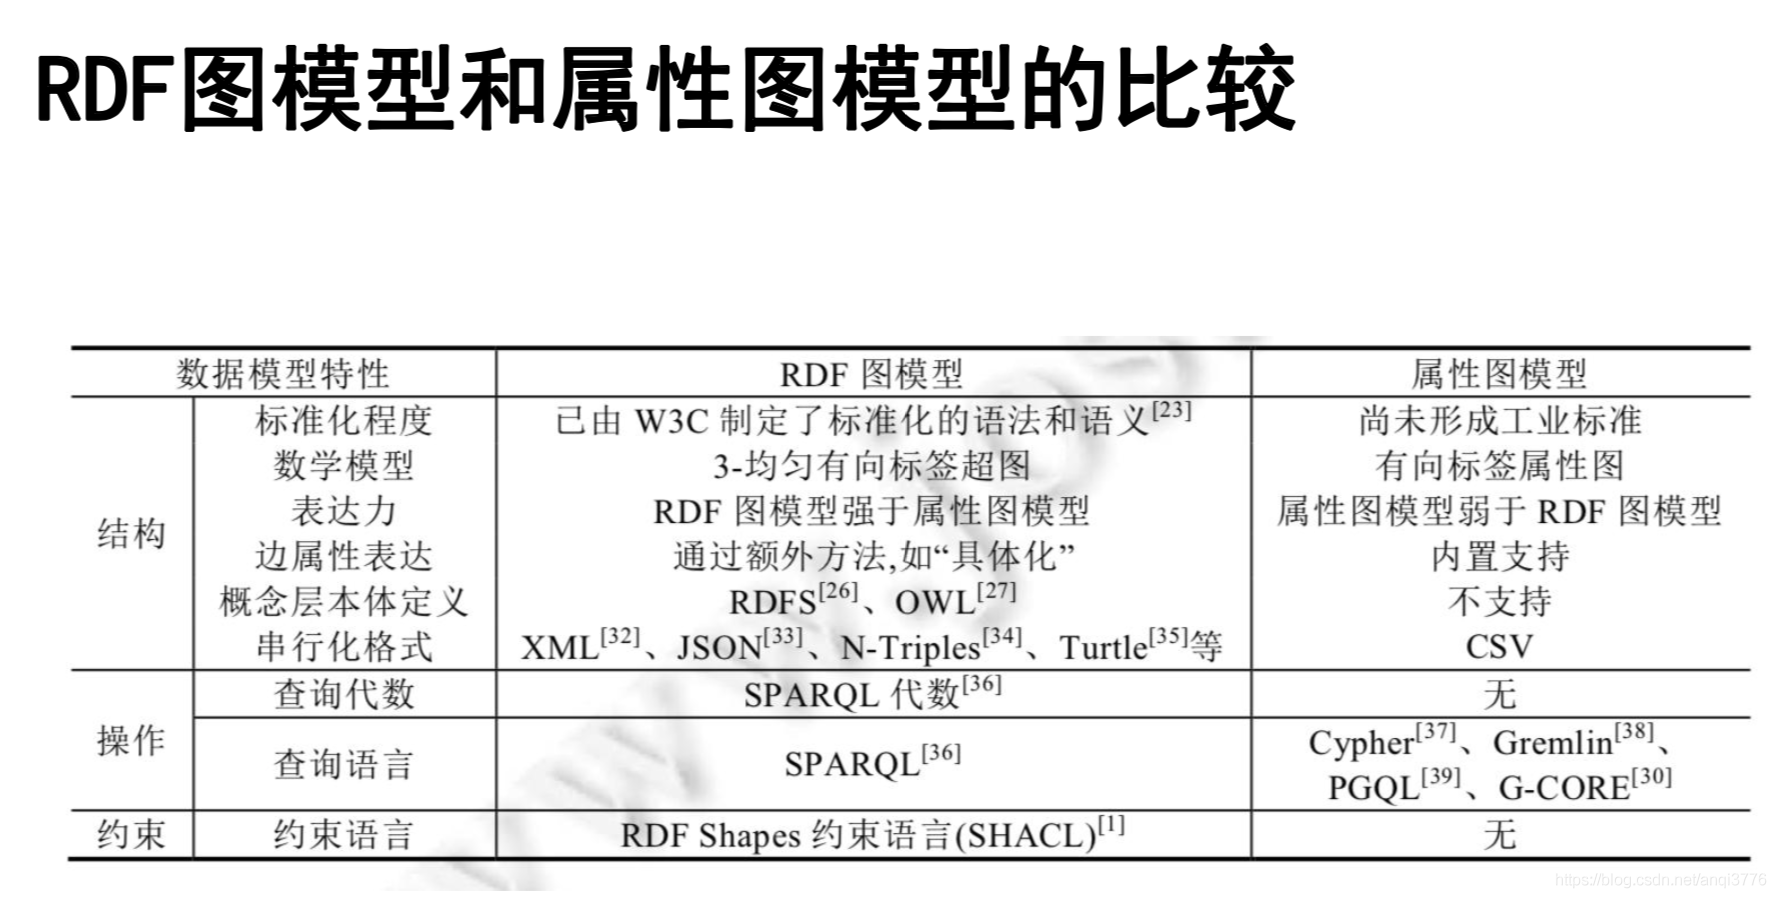 RDF图模型和属性图模型的比较
数据模型特性 RDF 图模型 属性图模型
标准化程度 已由 W3C 制定了标准化的语法和语义[23] 尚未形成工业标准
数学模型 3-均匀有向标签超图 有向标签属性图
表达力 RDF 图模型强于属性图模型 属性图模型弱于 RDF 图模型
结构
边属性表达 通过额外方法,如“具体化” 内置支持
概念层本体定义 RDFS[26]、OWL[27] 不支持
串行化格式 XML[32]、JSON[33]、N-Triples[34]、Turtle[35]等 CSV
查询代数 SPARQL 代数[36] 无
操作
查询语言 SPARQL[36] Cypher[37]、Gremlin[38]、
PGQL[39]、G-CORE[30]
约束 约束语言 RDF Shapes 约束语言(SHACL)[1] 无
https://blog.csdn.net/anqi3776